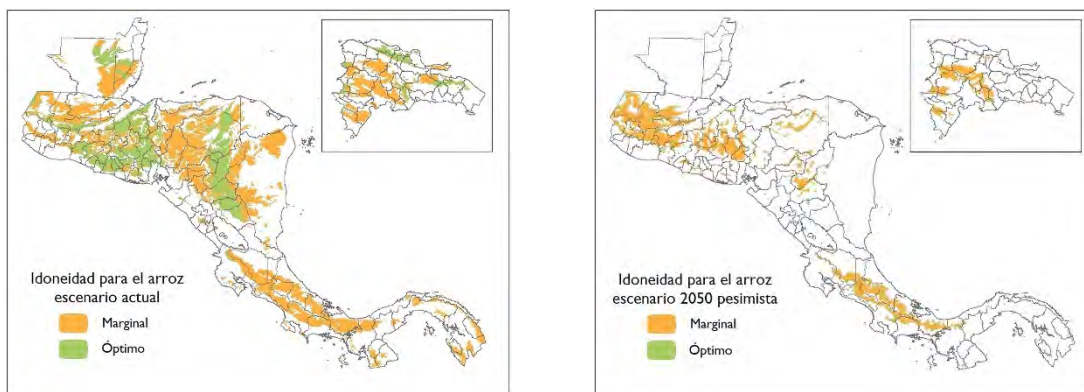 Idoneidad para el arroz
escenario actual
Marginal
Óptimo
Idoneidad para el arroz
escenario 2050 pesimista
Marginal
Óptimo